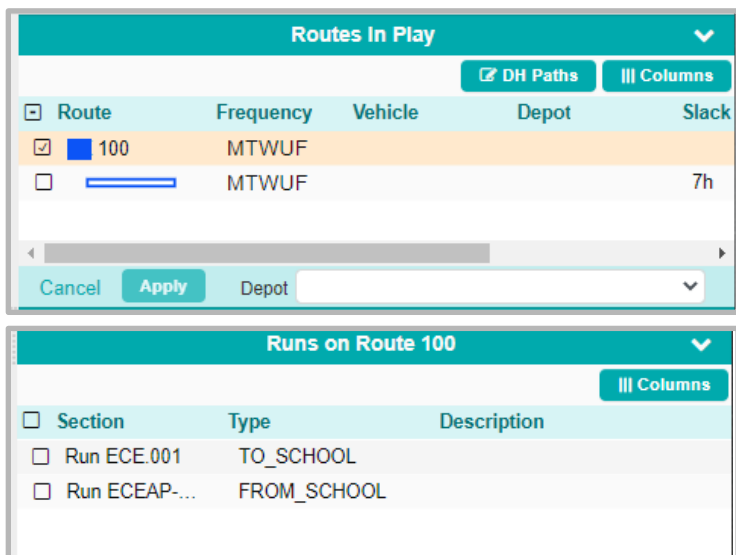 Routes In Play
DH Paths Columns
Route Frequency Vehicle Depot Slack
100 MTWUF
MTWUF 7h
Cancel Apply Depot
Runs on Route 100
Columns
Section Type Description
Run ECE.001 TO_SCHOOL
Run ECEAP-... FROM_SCHOOL